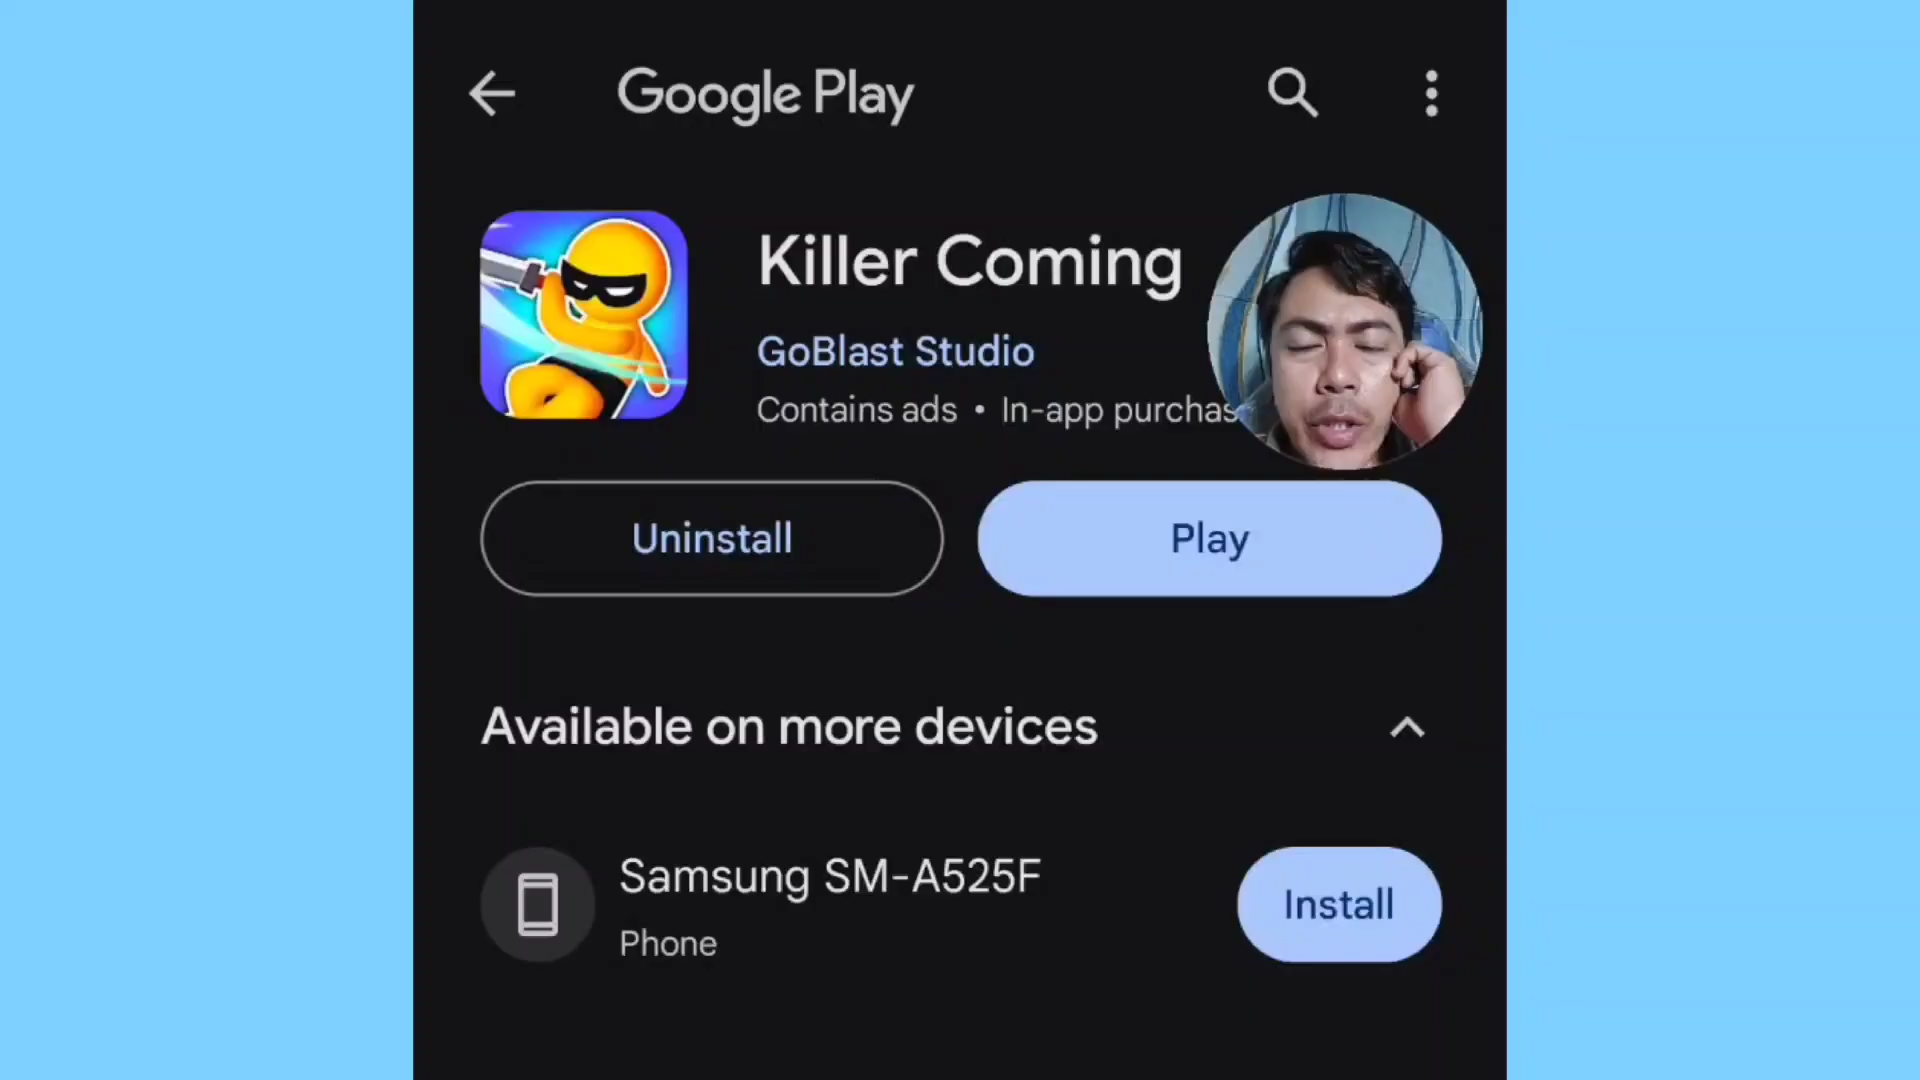 Google Play
Killer Coming
GoBlast Studio
Contains ads • In-app purchas
Uninstall
Play
Available on more devices
Samsung SM-A525F
Phone
Install